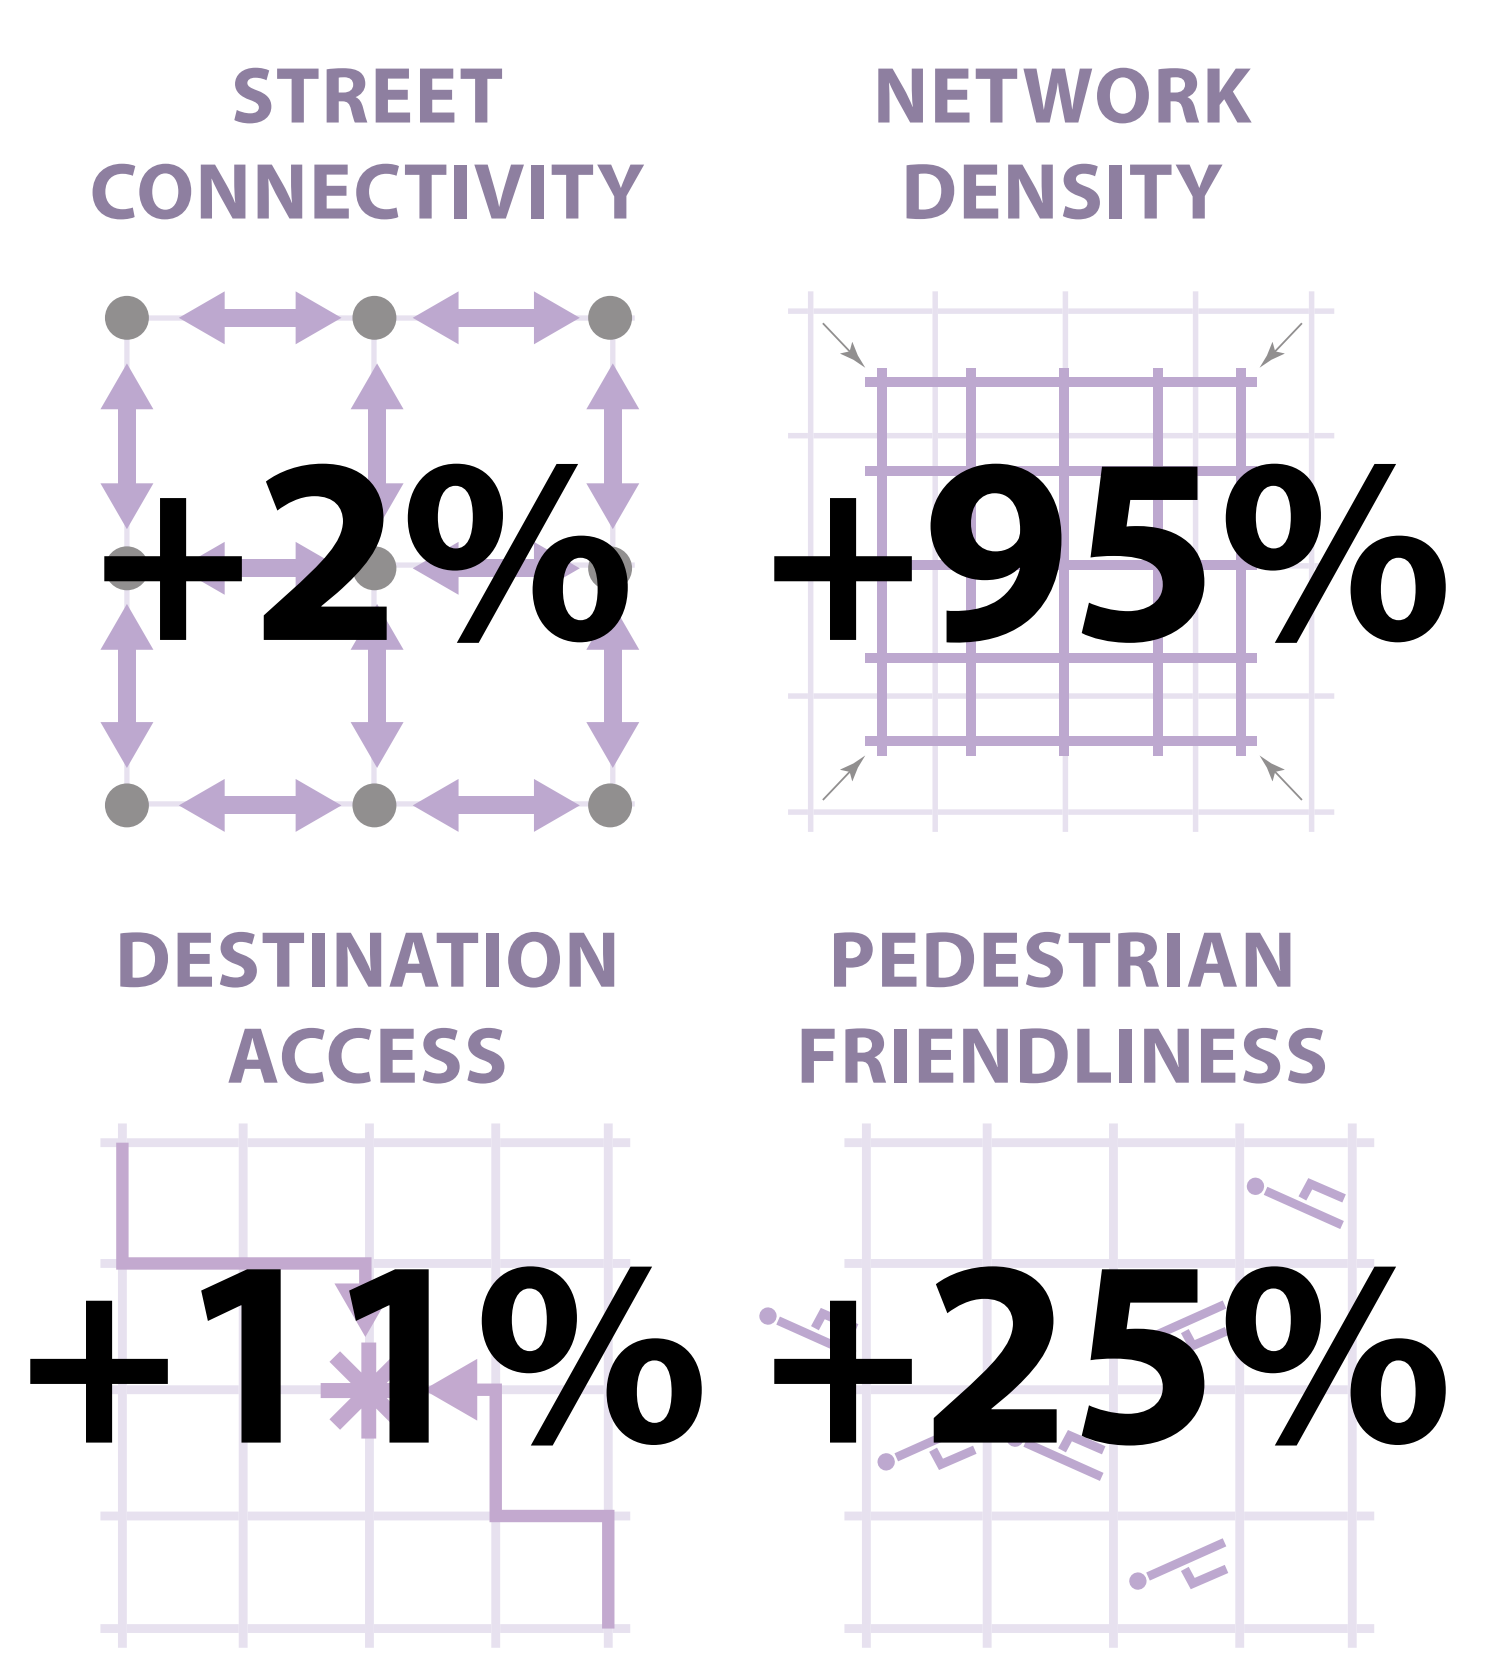 STREET
CONNECTIVITY
+2%
NETWORK
DENSITY
+95%
DESTINATION
ACCESS
+11%
PEDESTRIAN
FRIENDLINESS
+25%